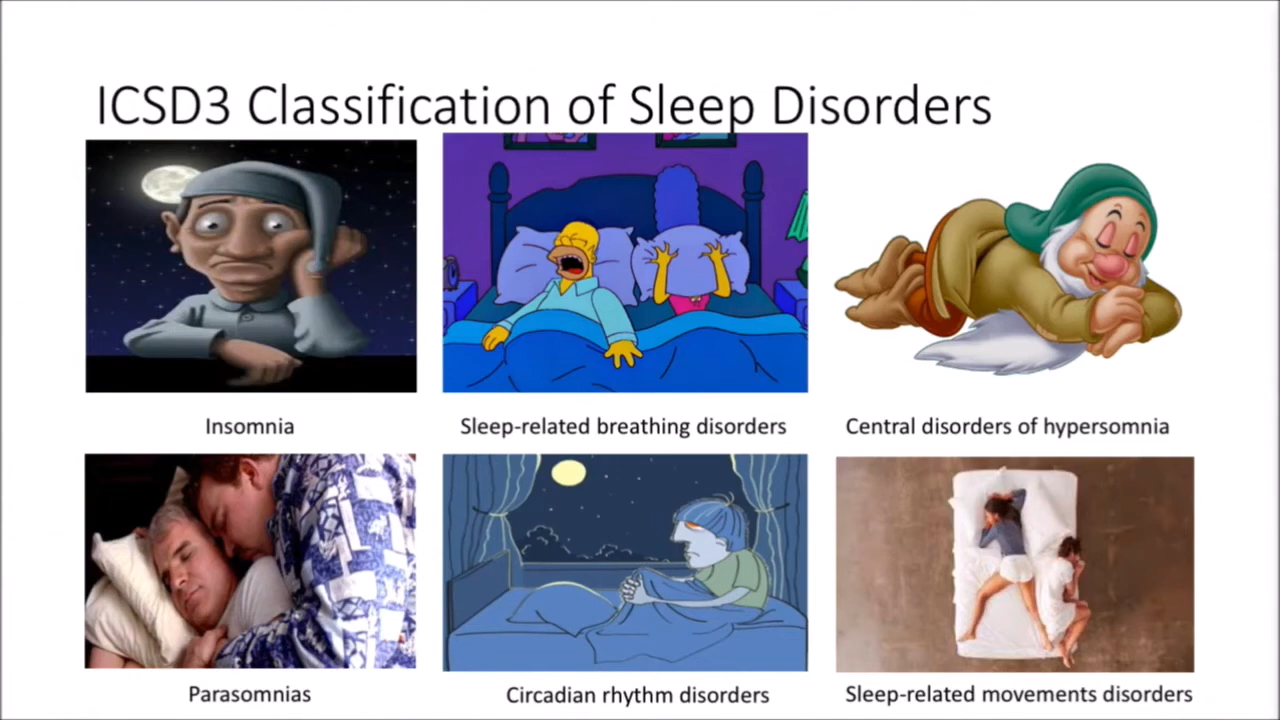 ICSD3 Classification of Sleep Disorders
Insomnia
Sleep-related breathing disorders
Central disorders of hypersomnia
Parasomnias
Circadian rhythm disorders
Sleep-related movements disorders